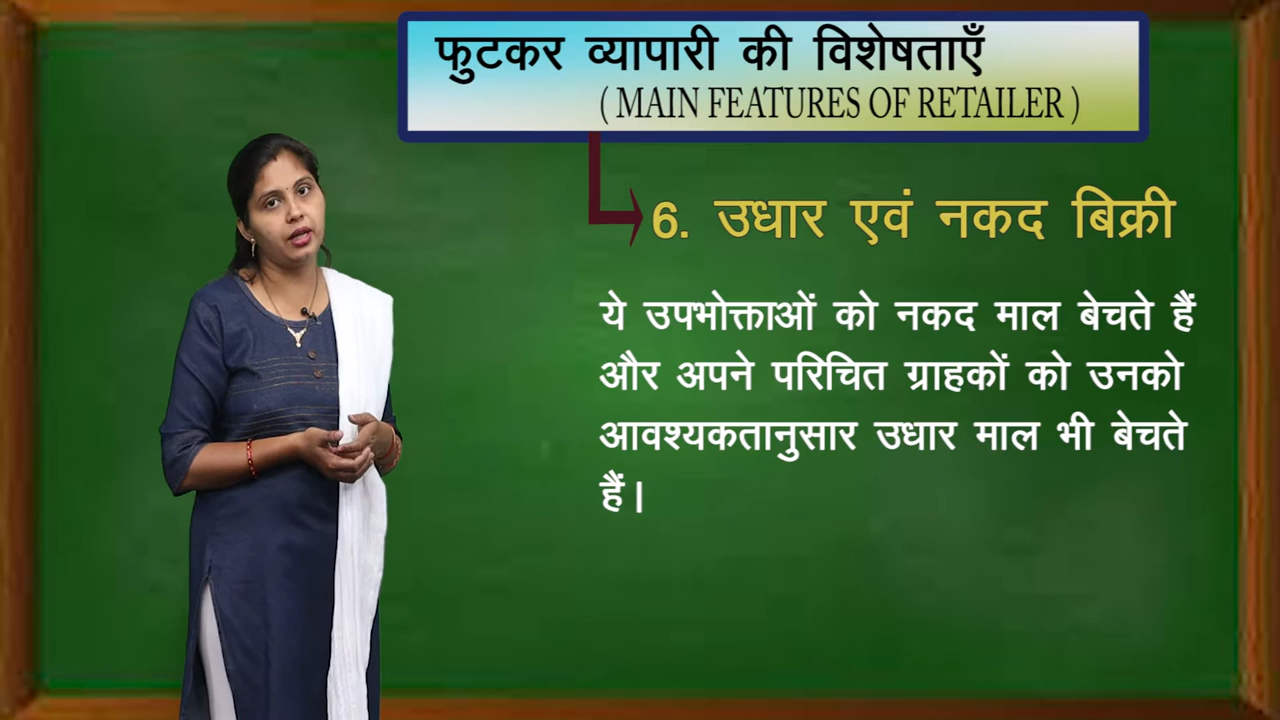 फुटकर व्यापारी की विशेषताएँ
( MAIN FEATURES OF RETAILER )
6. उधार एवं नकद बिक्री
ये उपभोक्ताओं को नकद माल बेचते हैं
और अपने परिचित ग्राहकों को उनको
आवश्यकतानुसार उधार माल भी बेचते
हैं।